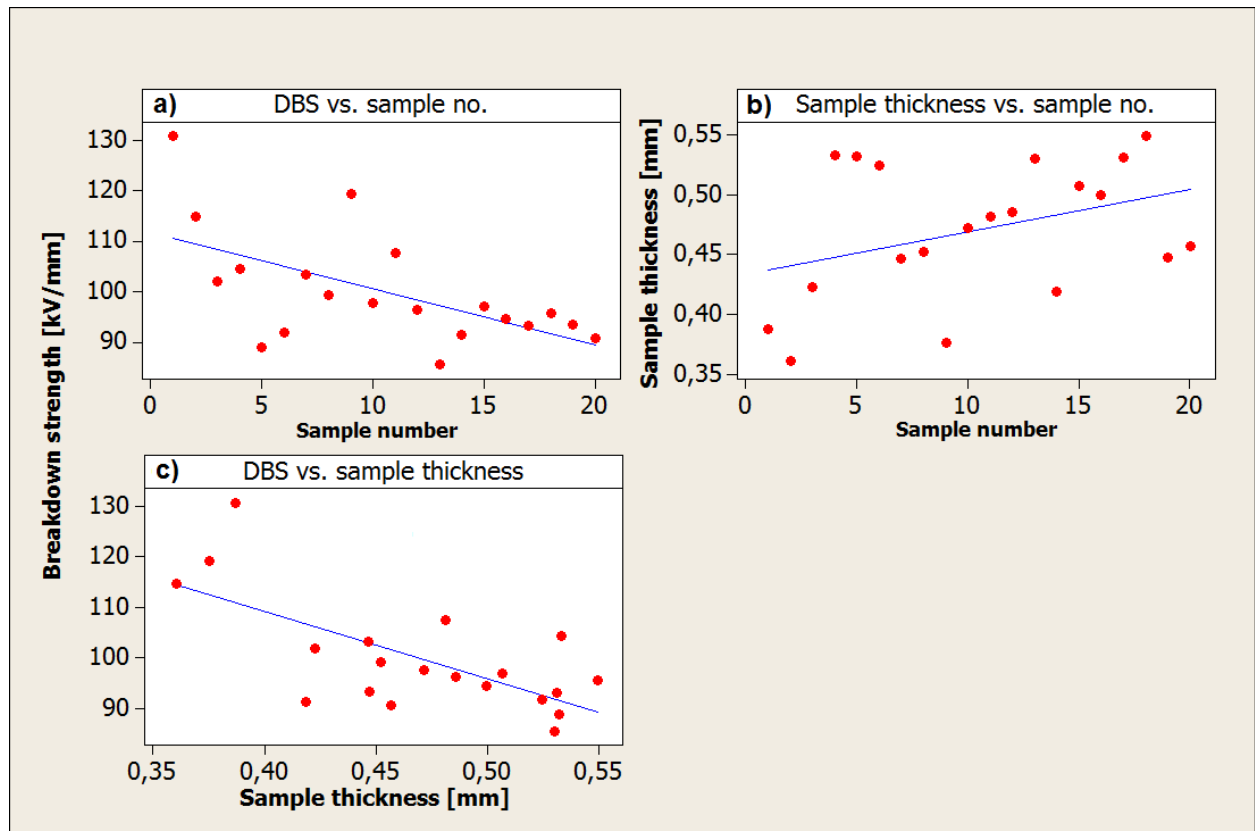 a) DBS vs. sample no.
130
120
110
100
90
0 5 10 15 20
Sample number
b) Sample thickness vs. sample no.
Sample thickness [mm]
0,55
0,50
0,45
0,40
0,35
0 5 10 15 20
Sample number
Breakdown strength [kV/mm]
c) DBS vs. sample thickness
130
120
110
100
90
0,35 0,40 0,45 0,50 0,55
Sample thickness [mm]